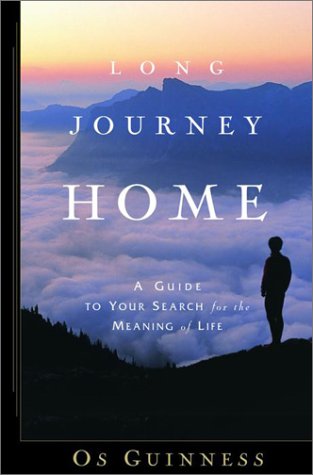 LONG
JOURNEY
HOME
A GUIDE
TO YOUR SEARCH for the
MEANING of LIFE
OS GUINNESS